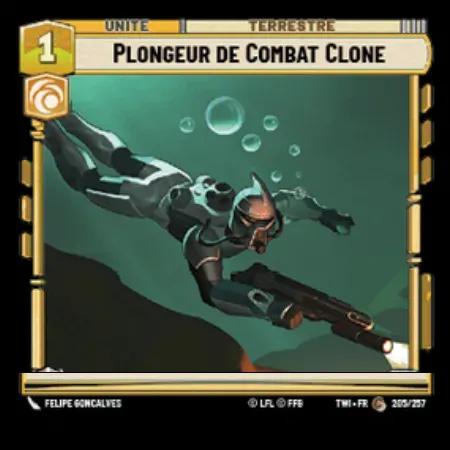 UNITÉ TERRESTRE
1
PLONGEUR DE COMBAT CLONE
FELIPE GONCALVES © LFL © FFG TWI • FR 205/257